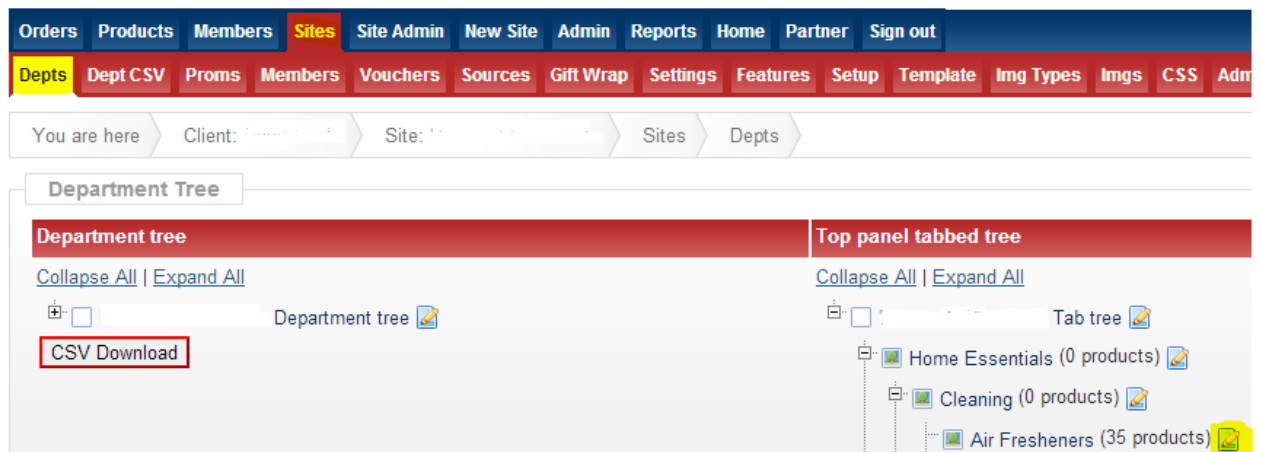 Orders Products Members Sites Site Admin New Site Admin Reports Home Partner Sign out
Depts Dept CSV Proms Members Vouchers Sources Gift Wrap Settings Features Setup Template Img Types Imgs CSS
You are here Client: Site: Sites Depts
Department Tree
Department tree
Collapse All | Expand All
Department tree
CSV Download
Top panel tabbed tree
Collapse All | Expand All
Tab tree
Home Essentials (0 products)
Cleaning (0 products)
Air Fresheners (35 products)